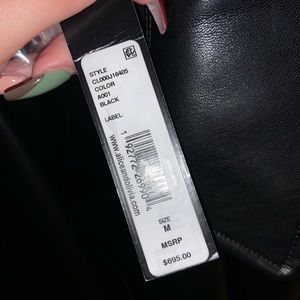 STYLE
CL000J16405
COLOR
A001
BLACK
LABEL:
www.aliceandolivia.com
SIZE
M
MSRP
$695.00